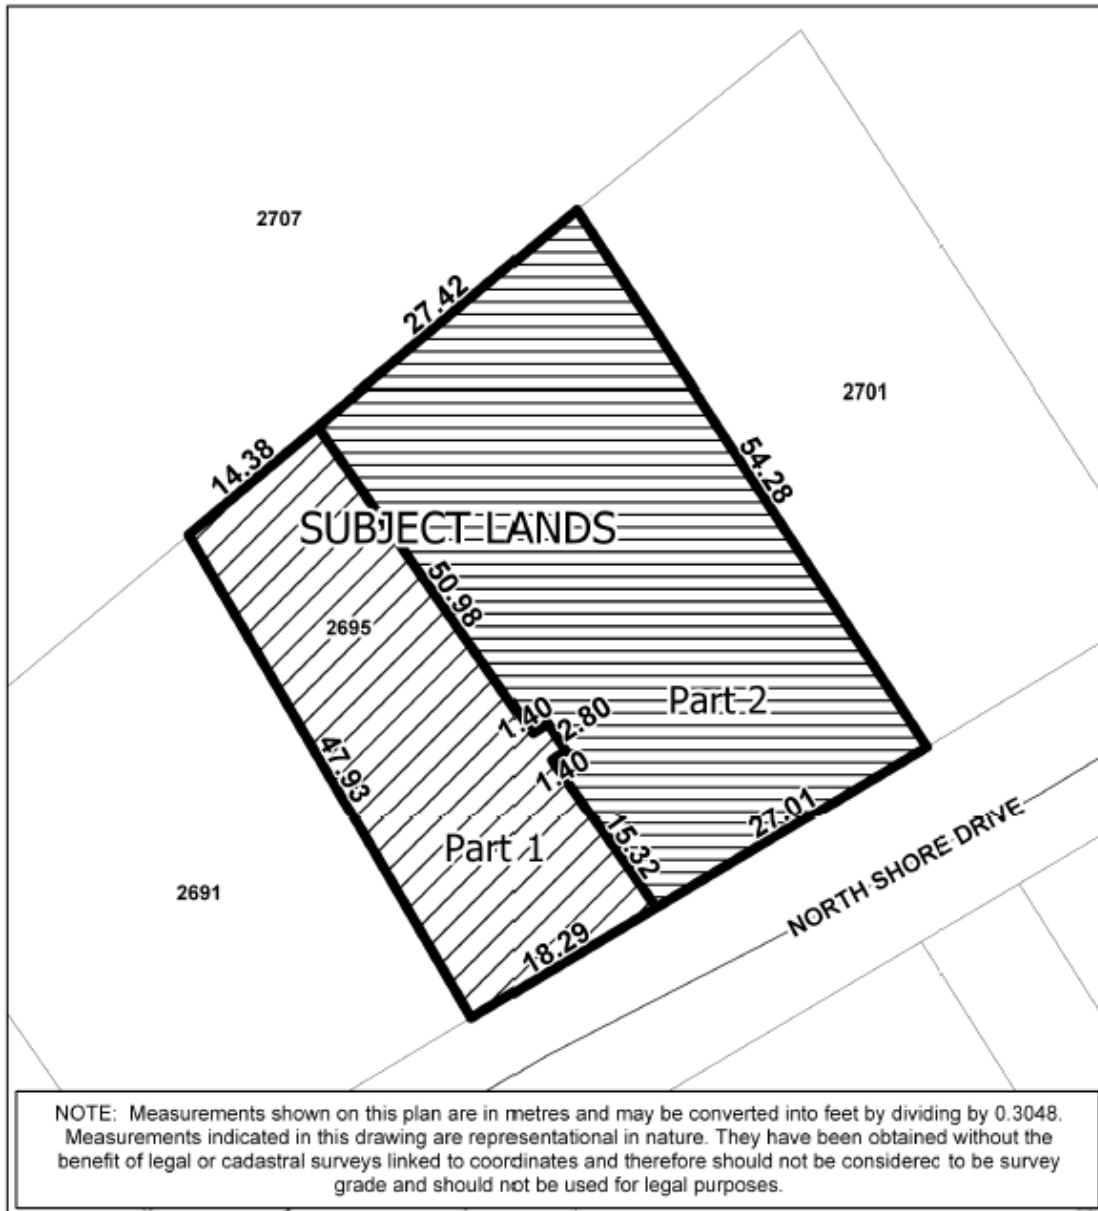 2707
27.42
2701
14.38
54.28
SUBJECT LANDS
50.98
2695
Part 2
1.40
2.80
47.93
1.40
27.01
15.32
Part 1
NORTH SHORE DRIVE
2691
18.29
NOTE: Measurements shown on this plan are in metres and may be converted into feet by dividing by 0.3048.
Measurements indicated in this drawing are representational in nature. They have been obtained without the
benefit of legal or cadastral surveys linked to coordinates and therefore should not be considered to be survey
grade and should not be used for legal purposes.